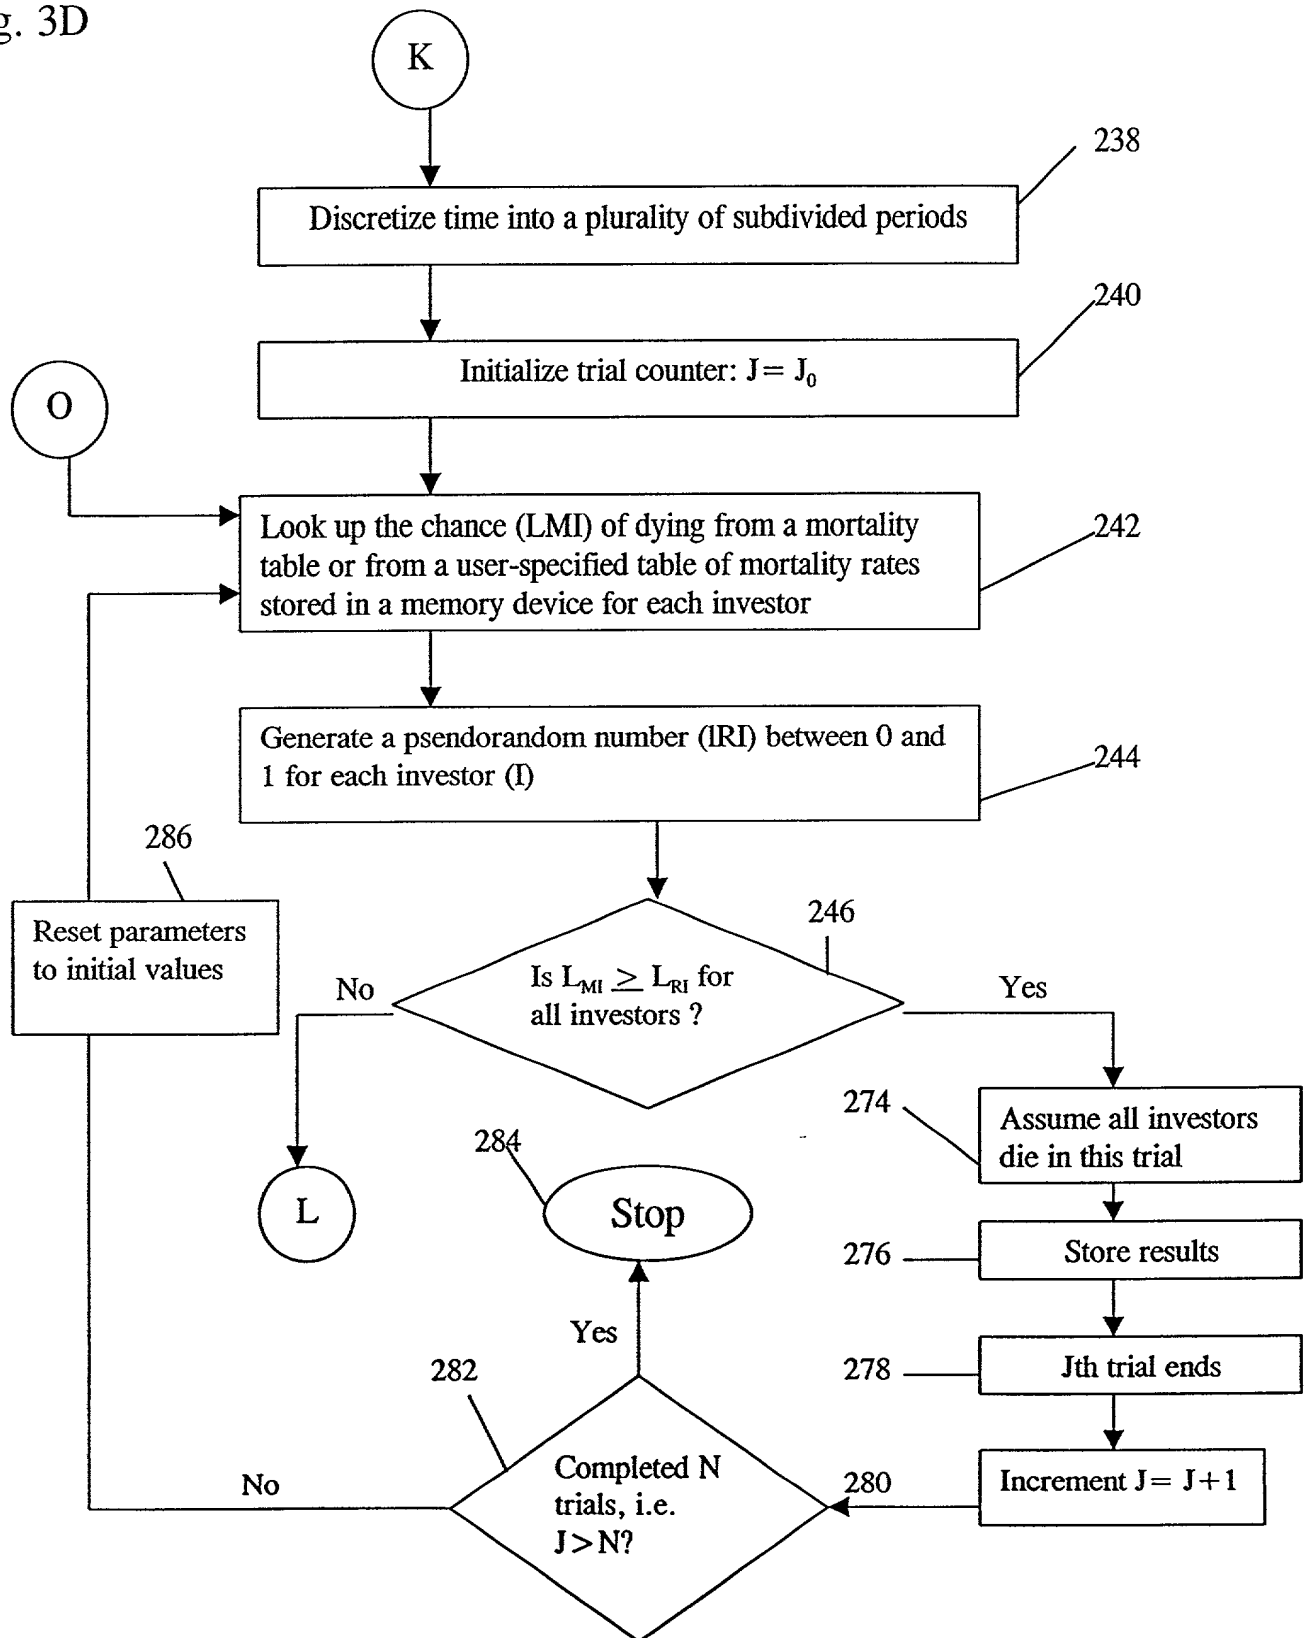 g. 3D
K
238
Discretize time into a plurality of subdivided periods
240
Initialize trial counter: J= J₀
O
242
Look up the chance (LMI) of dying from a mortality
table or from a user-specified table of mortality rates
stored in a memory device for each investor
Generate a psendorandom number (lRI) between 0 and
1 for each investor (I)
244
286
Reset parameters
to initial values
246
Is L_MI ≥ L_RI for
all investors ?
No
Yes
274
Assume all investors
die in this trial
284
Stop
L
276
Store results
Yes
278
Jth trial ends
282
Completed N
trials, i.e.
J>N?
280
Increment J= J+1
No